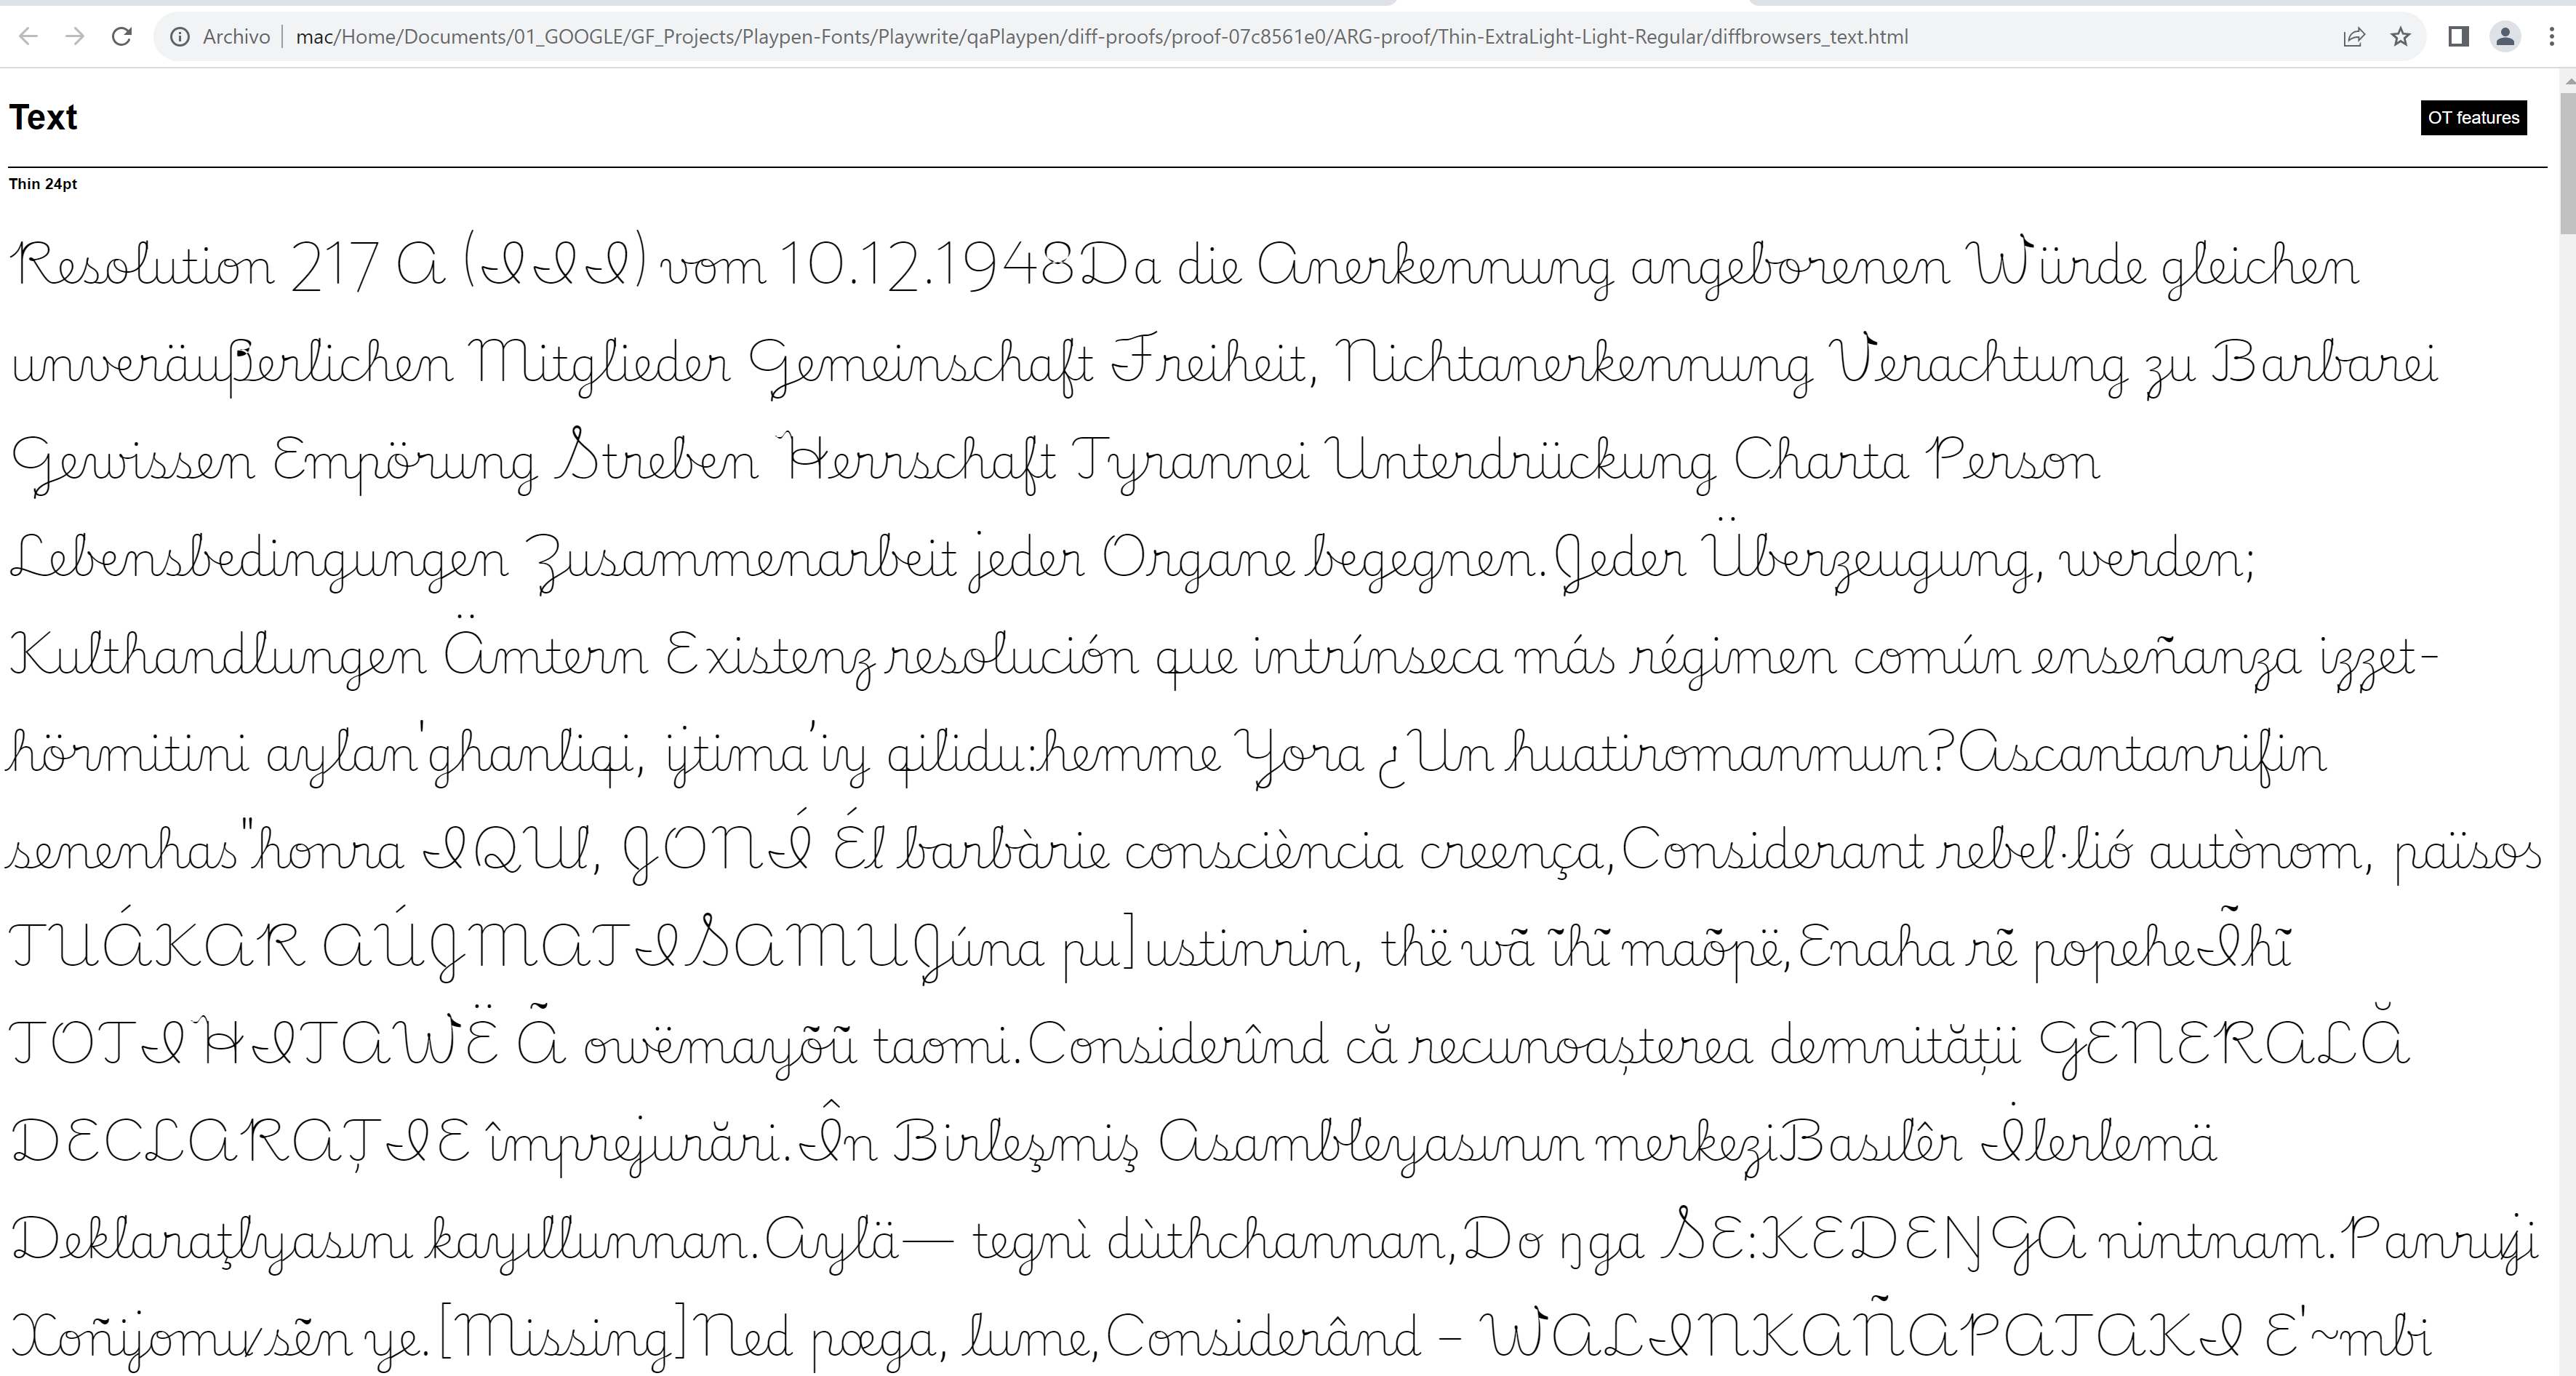 Archivo mac/Home/Documents/01_GOOGLE/GF_Projects/Playpen-Fonts/Playwrite/qaPlaypen/diff-proofs/proof-07c8561e0/ARG-proof/Thin-ExtraLight-Light-Regular/diffbrowsers_text.html
Text
OT features
Thin 24pt
Resolution 217 A (III) vom 10.12.1948Da die Anerkennung angeborenen Würde gleichen
unveräußerlichen Mitglieder Gemeinschaft Freiheit, Nichtanerkennung Verachtung zu Barbarei
Gewissen Empörung Streben Herrschaft Tyrannei Unterdrückung Charta Person
Lebensbedingungen Zusammenarbeit jeder Organe begegnen.Jeder Überzeugung, werden;
Kulthandlungen Ämtern Existenz resolución que intrínseca más régimen común enseñanza izzet-
hörmitini aylan'ghanliqi, ijtima’iy qilidu:hemme Yora ¿Un huatiromanmun?Ascantanrifin
senenhas"honra IQUI, JONÍ Él barbàrie consciència creença,Considerant rebel·lió autònom, països
TUÁKAR AÚJMATISAMUJúna pu]ustinrin, thë wã ĩhĩ maõpë,Enaha rẽ popeheĨhĩ
TOTIHITAWË Ã owëmayõũ taomi.Considerînd că recunoașterea demnității GENERALĂ
DECLARAȚIE împrejurări.În Birleşmiş Asambleyasının merkeziBasılêr İlerlemä
Deklaraţlyasını kayıllunnan.Aylä— tegnì dùthchannan,Do ŋga SE:KEDEŊGA nintnam.Panruji
Xoñijomu sẽn ye.[Missing]Ned pœga, lume,Considerând – WALINKAÑAPATAKI E'~mbi